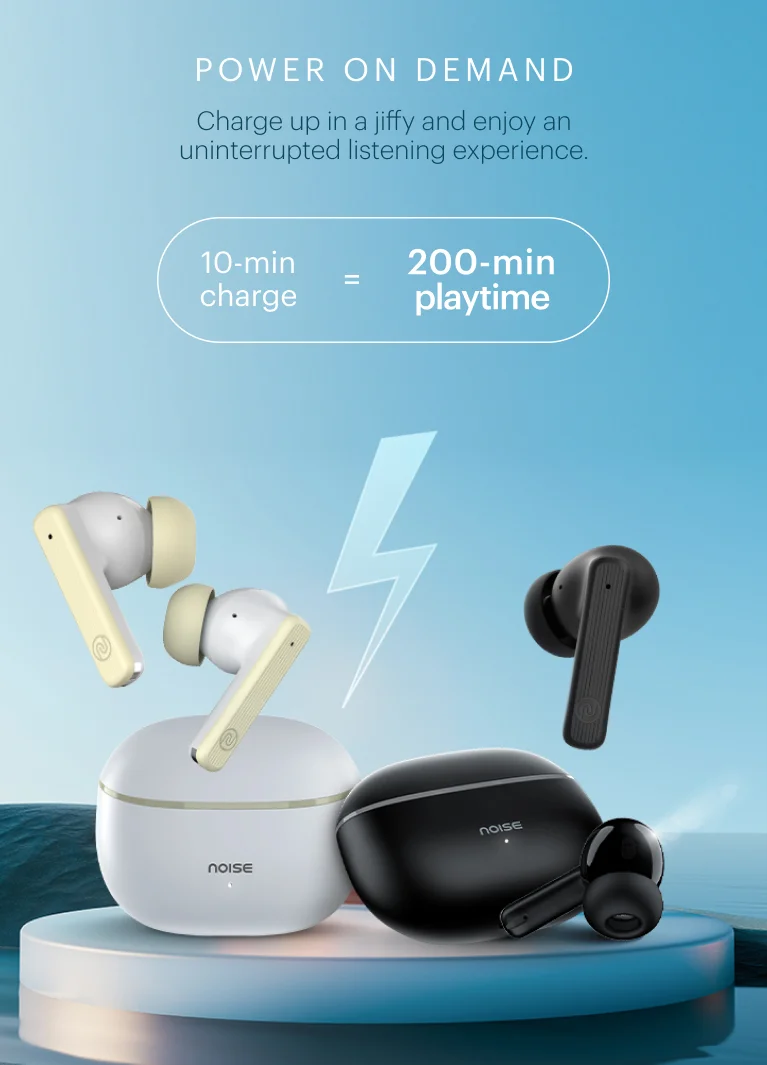 POWER ON DEMAND
Charge up in a jiffy and enjoy an
uninterrupted listening experience.
10-min
charge
=
200-min
playtime
NOISE
NOISE